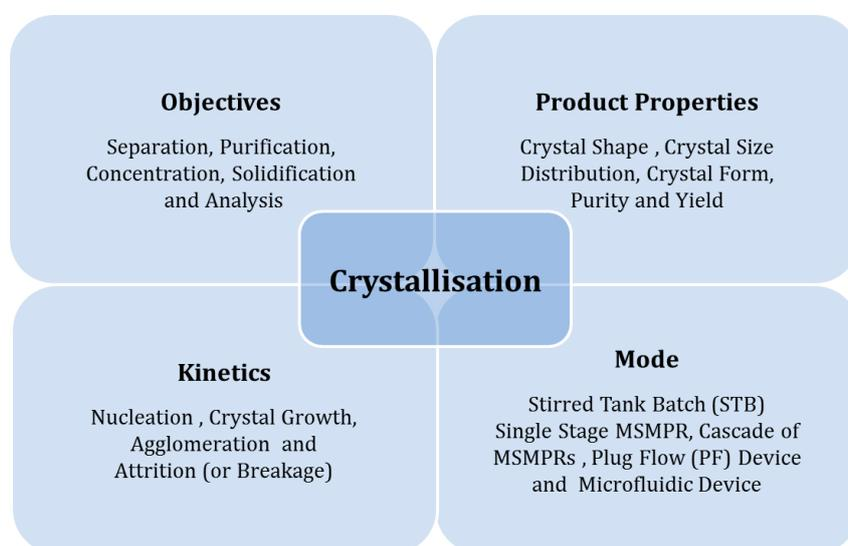 Objectives
Separation, Purification,
Concentration, Solidification
and Analysis
Product Properties
Crystal Shape , Crystal Size
Distribution, Crystal Form,
Purity and Yield
Crystallisation
Kinetics
Nucleation , Crystal Growth,
Agglomeration and
Attrition (or Breakage)
Mode
Stirred Tank Batch (STB)
Single Stage MSMPR, Cascade of
MSMPRs , Plug Flow (PF) Device
and Microfluidic Device